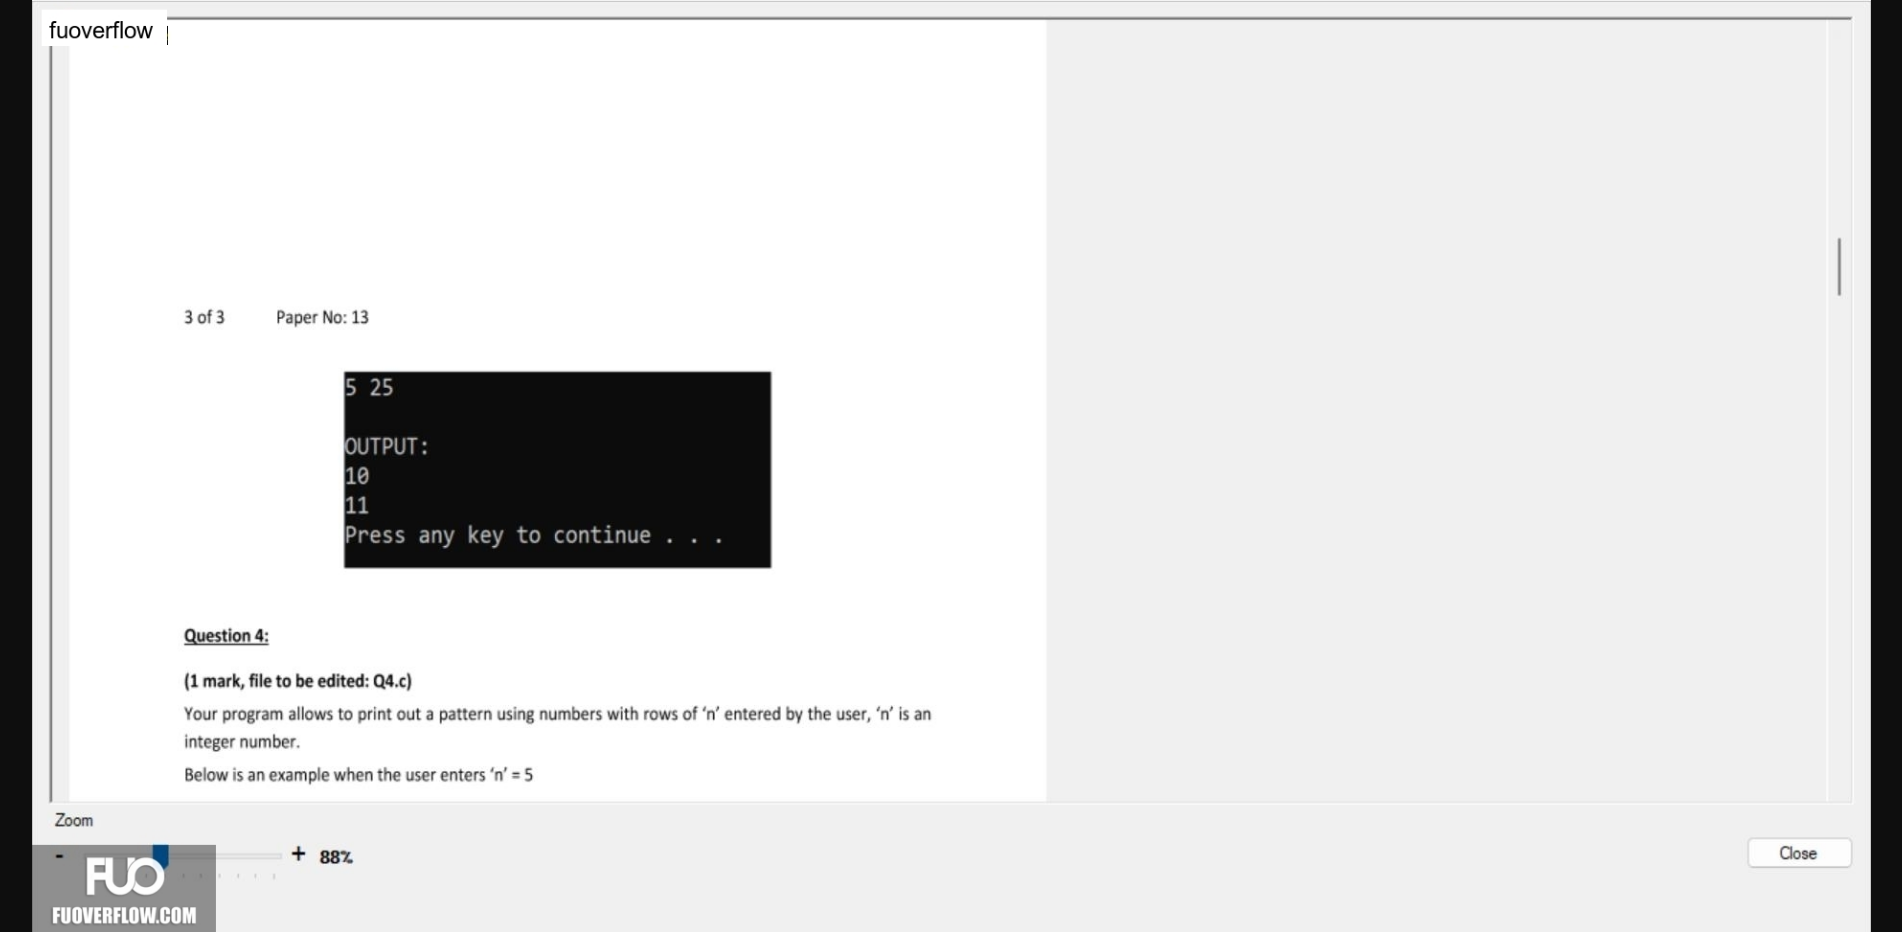 fuoverflow
3 of 3 Paper No: 13
5 25
OUTPUT:
10
11
Press any key to continue . . .
Question 4:
(1 mark, file to be edited: Q4.c)
Your program allows to print out a pattern using numbers with rows of ‘n’ entered by the user, ‘n’ is an
integer number.
Below is an example when the user enters ‘n’ = 5
Zoom
- + 88%
Close
FUO
FUOVERFLOW.COM